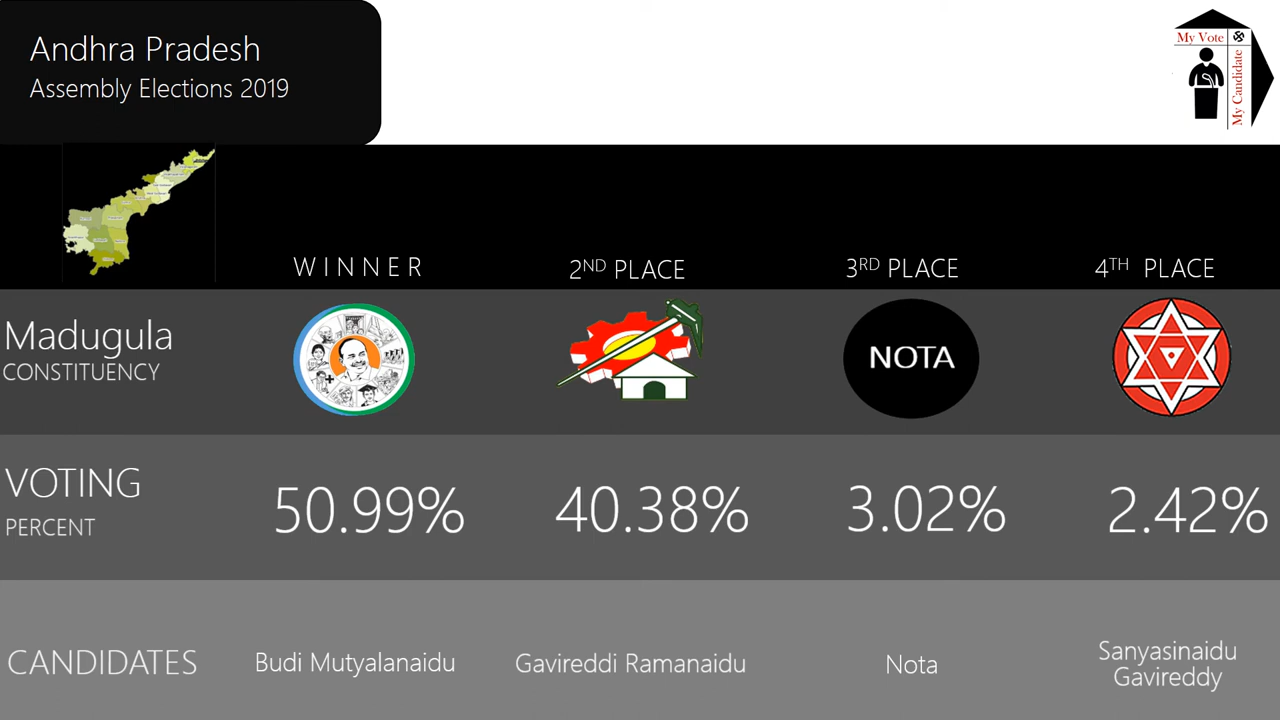 Andhra Pradesh
Assembly Elections 2019
My Vote
My Candidate
WINNER
2ND PLACE
3RD PLACE
4TH PLACE
Madugula
CONSTITUENCY
NOTA
VOTING
PERCENT
50.99%
40.38%
3.02%
2.42%
CANDIDATES
Budi Mutyalanaidu
Gavireddi Ramanaidu
Nota
Sanyasinaidu
Gavireddy